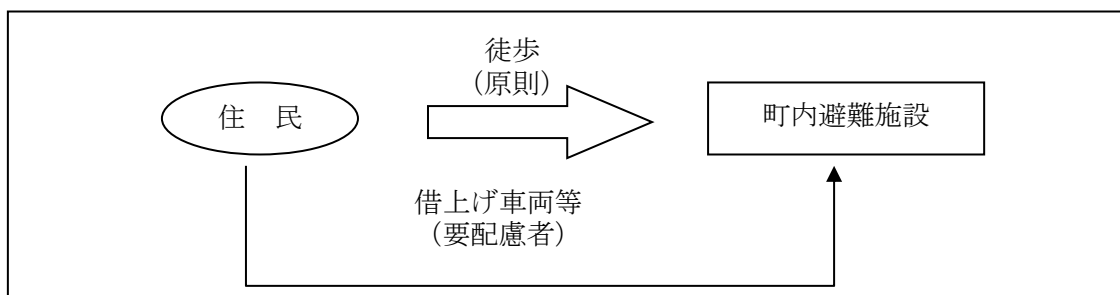 徒歩
(原則)
住　民
町内避難施設
借上げ車両等
(要配慮者)